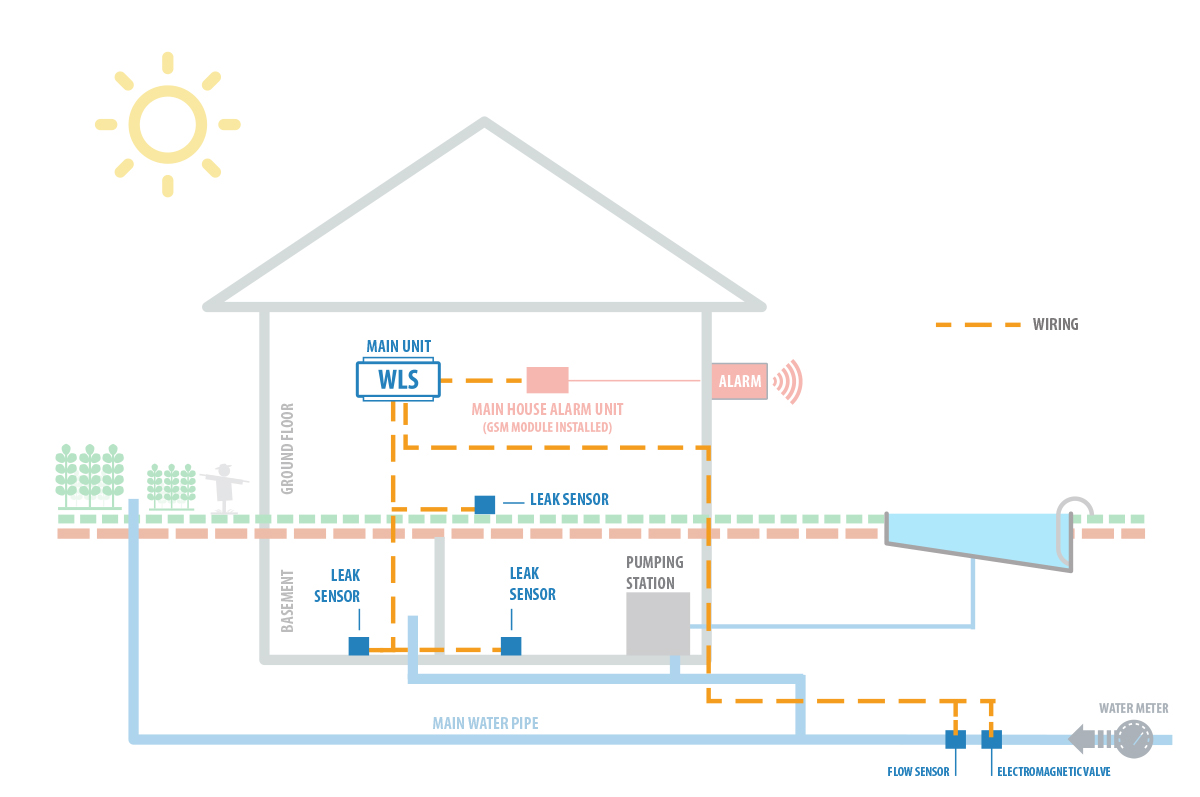 WIRING
MAIN UNIT
WLS
ALARM
MAIN HOUSE ALARM UNIT
(GSM MODULE INSTALLED)
GROUND FLOOR
LEAK SENSOR
BASEMENT
LEAK
SENSOR
LEAK
SENSOR
PUMPING
STATION
MAIN WATER PIPE
WATER METER
FLOW SENSOR
ELECTROMAGNETIC VALVE